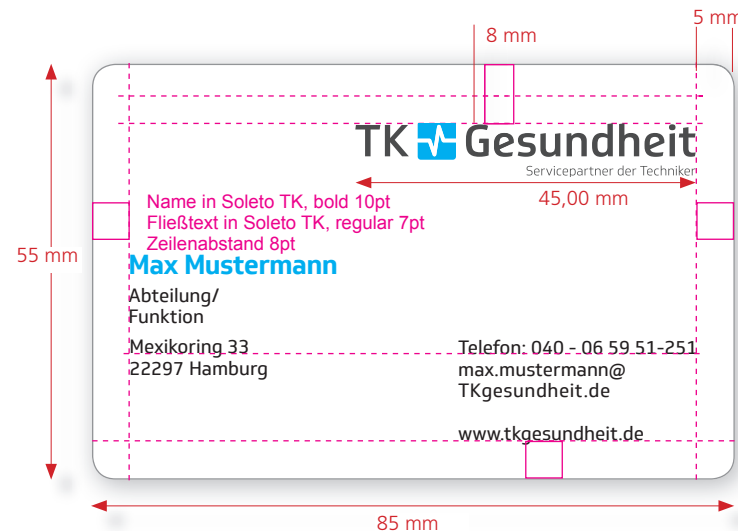 5 mm
8 mm
TK Gesundheit
Servicepartner der Techniker
45,00 mm
Name in Soleto TK, bold 10pt
Fließtext in Soleto TK, regular 7pt
Zeilenabstand 8pt
55 mm
Max Mustermann
Abteilung/
Funktion
Mexikoring 33
22297 Hamburg
Telefon: 040 - 06 59 51-251
max.mustermann@
TKgesundheit.de
www.tkgesundheit.de
85 mm